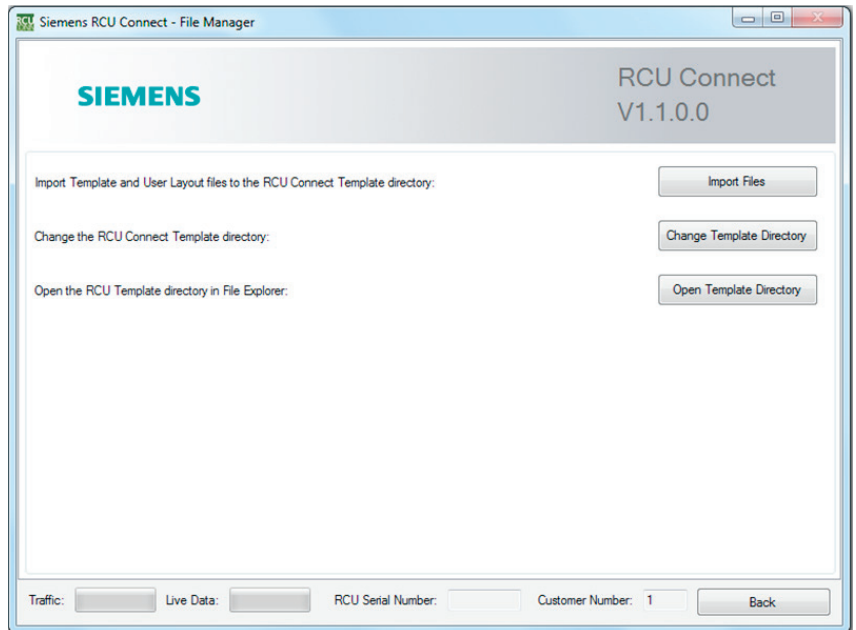 Siemens RCU Connect - File Manager
SIEMENS
RCU Connect
V1.1.0.0
Import Template and User Layout files to the RCU Connect Template directory:
Import Files
Change the RCU Connect Template directory:
Change Template Directory
Open the RCU Template directory in File Explorer:
Open Template Directory
Traffic: Live Data: RCU Serial Number: Customer Number: 1 Back